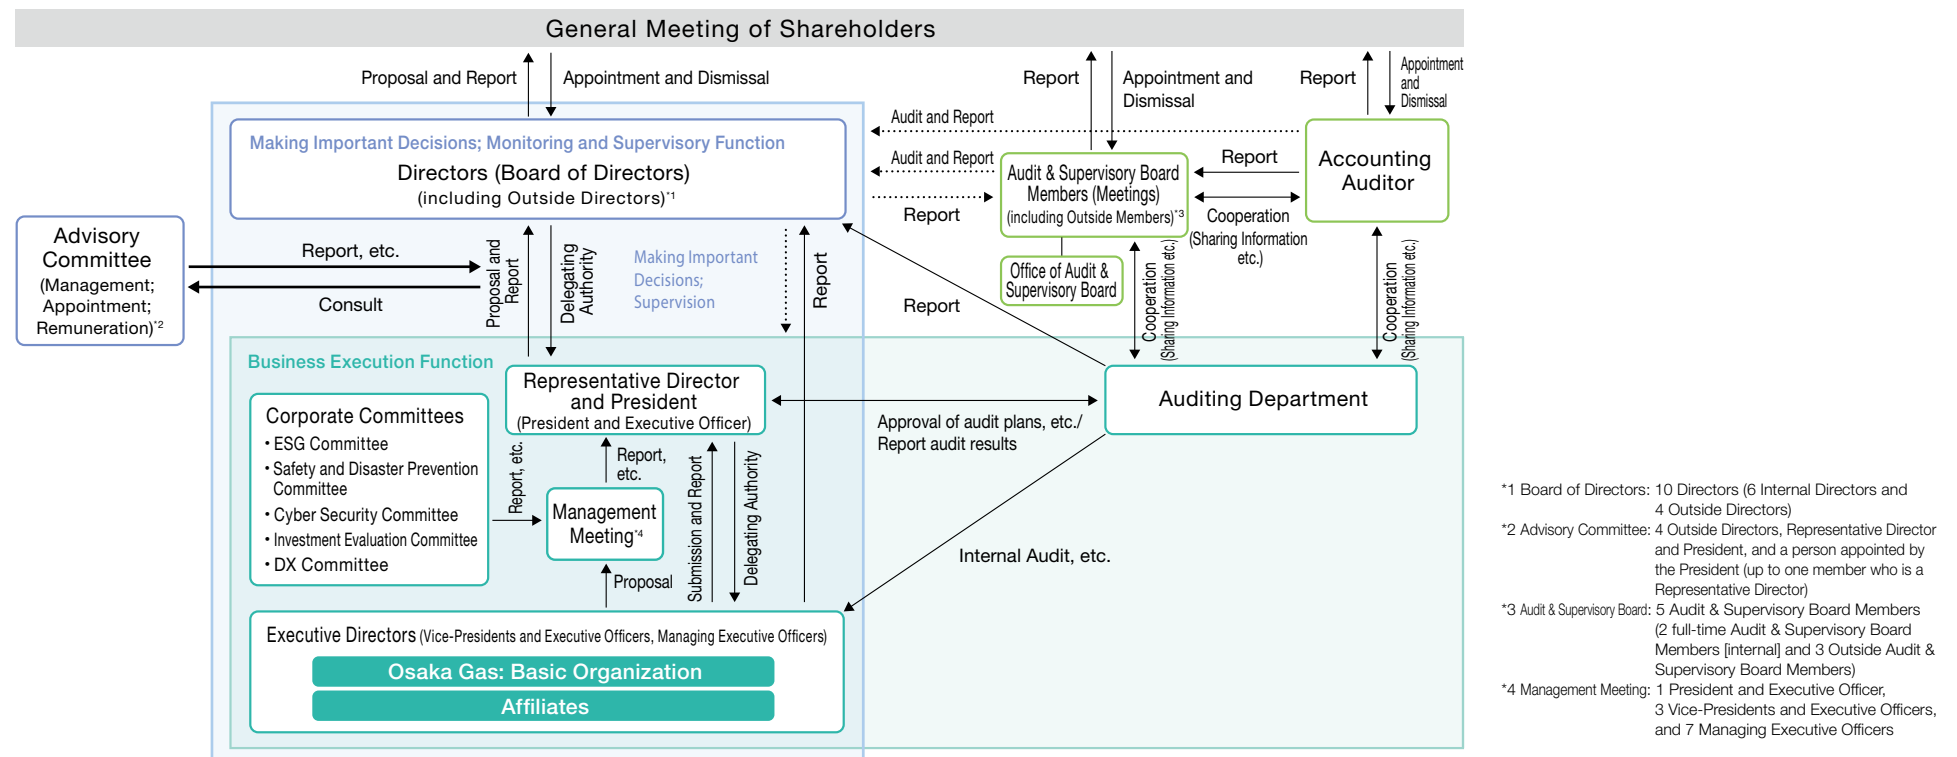 General Meeting of Shareholders
Proposal and Report
Appointment and Dismissal
Report
Appointment and
Dismissal
Report
Appointment
and
Dismissal
Making Important Decisions; Monitoring and Supervisory Function
Directors (Board of Directors)
(including Outside Directors)*1
Audit and Report
Audit and Report
Report
Audit & Supervisory Board
Members (Meetings)
(including Outside Members)*3
Office of Audit &
Supervisory Board
Report
Cooperation
(Sharing Information
etc.)
Accounting
Auditor
Advisory
Committee
(Management;
Appointment;
Remuneration)*2
Report, etc.
Consult
Proposal and
Report
Delegating
Authority
Making Important
Decisions;
Supervision
Report
Report
Cooperation
(Sharing Information etc.)
Cooperation
(Sharing Information etc.)
Business Execution Function
Representative Director
and President
(President and Executive Officer)
Approval of audit plans, etc./
Report audit results
Auditing Department
Corporate Committees
• ESG Committee
• Safety and Disaster Prevention
Committee
• Cyber Security Committee
• Investment Evaluation Committee
• DX Committee
Report, etc.
Report,
etc.
Management
Meeting*4
Proposal
Submission and Report
Delegating Authority
Internal Audit, etc.
Executive Directors (Vice-Presidents and Executive Officers, Managing Executive Officers)
Osaka Gas: Basic Organization
Affiliates
*1 Board of Directors: 10 Directors (6 Internal Directors and
4 Outside Directors)
*2 Advisory Committee: 4 Outside Directors, Representative Director
and President, and a person appointed by
the President (up to one member who is a
Representative Director)
*3 Audit & Supervisory Board: 5 Audit & Supervisory Board Members
(2 full-time Audit & Supervisory Board
Members [internal] and 3 Outside Audit &
Supervisory Board Members)
*4 Management Meeting: 1 President and Executive Officer,
3 Vice-Presidents and Executive Officers,
and 7 Managing Executive Officers